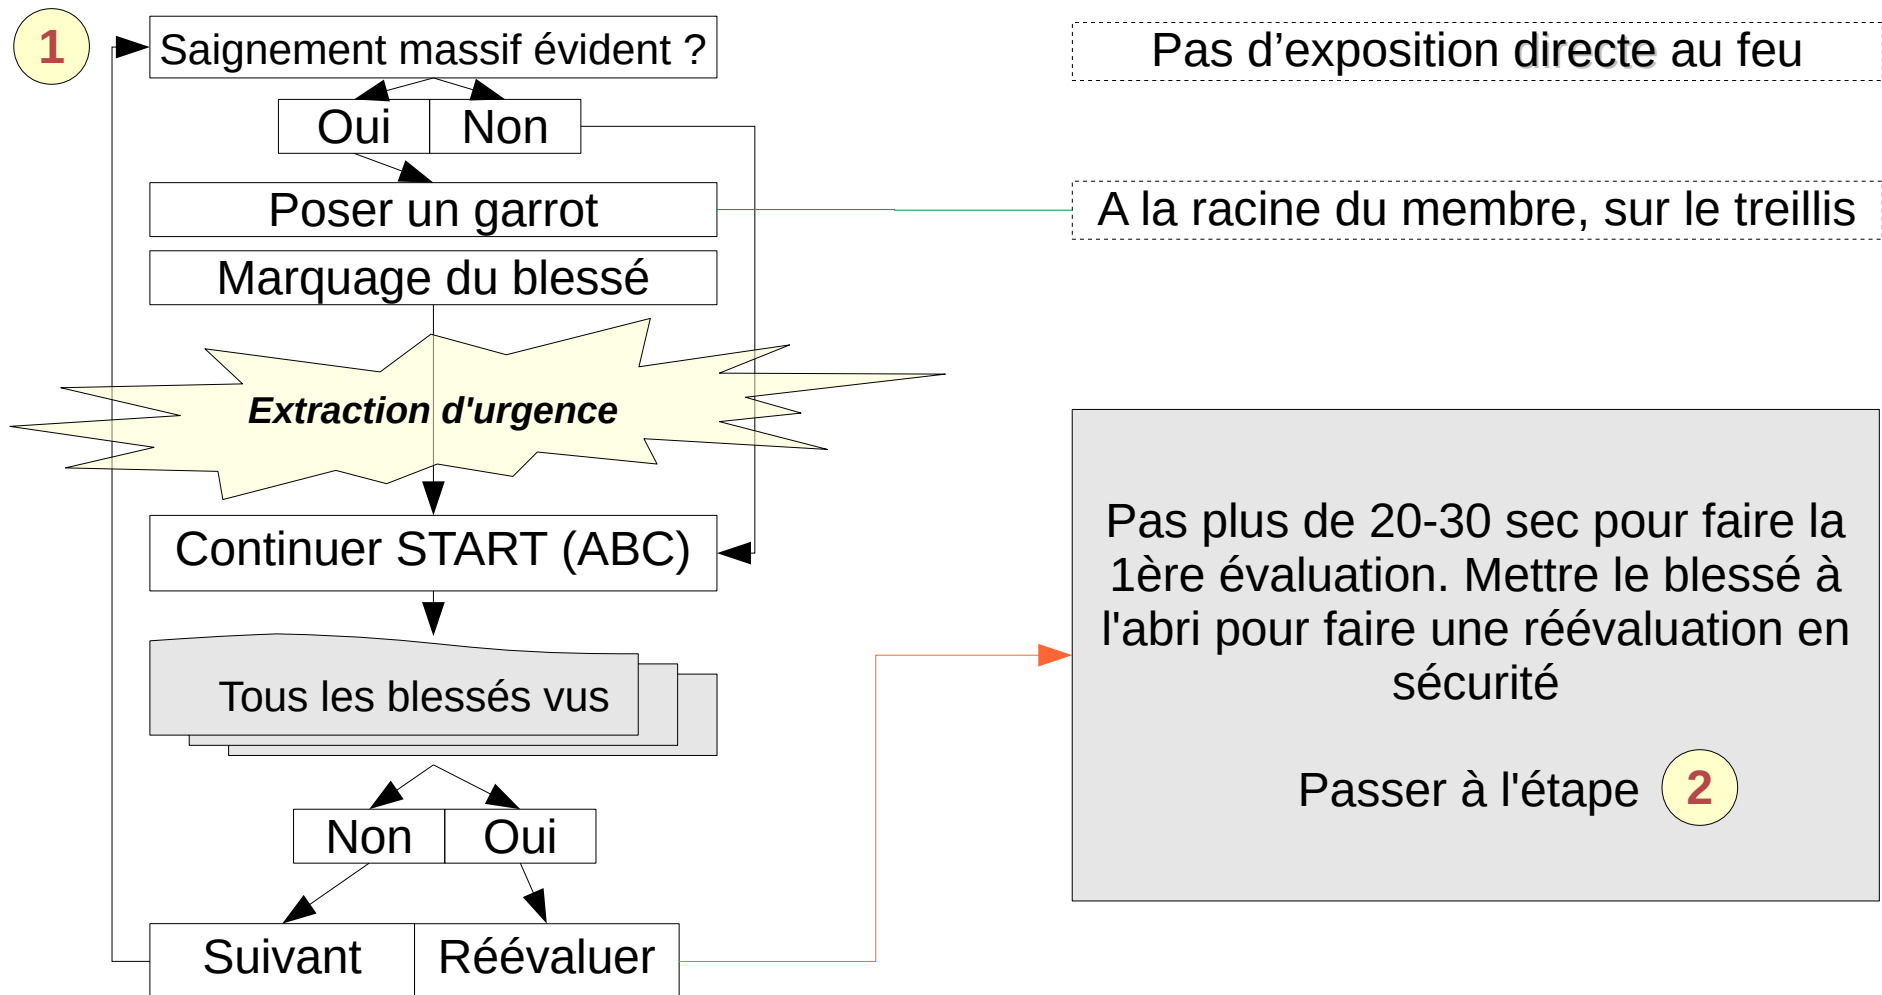 1
Saignement massif évident ?
Pas d’exposition directe au feu
Oui
Non
Poser un garrot
A la racine du membre, sur le treillis
Marquage du blessé
Extraction d'urgence
Continuer START (ABC)
Tous les blessés vus
Non
Oui
Suivant
Réévaluer
Pas plus de 20-30 sec pour faire la
1ère évaluation. Mettre le blessé à
l'abri pour faire une réévaluation en
sécurité
Passer à l'étape 2